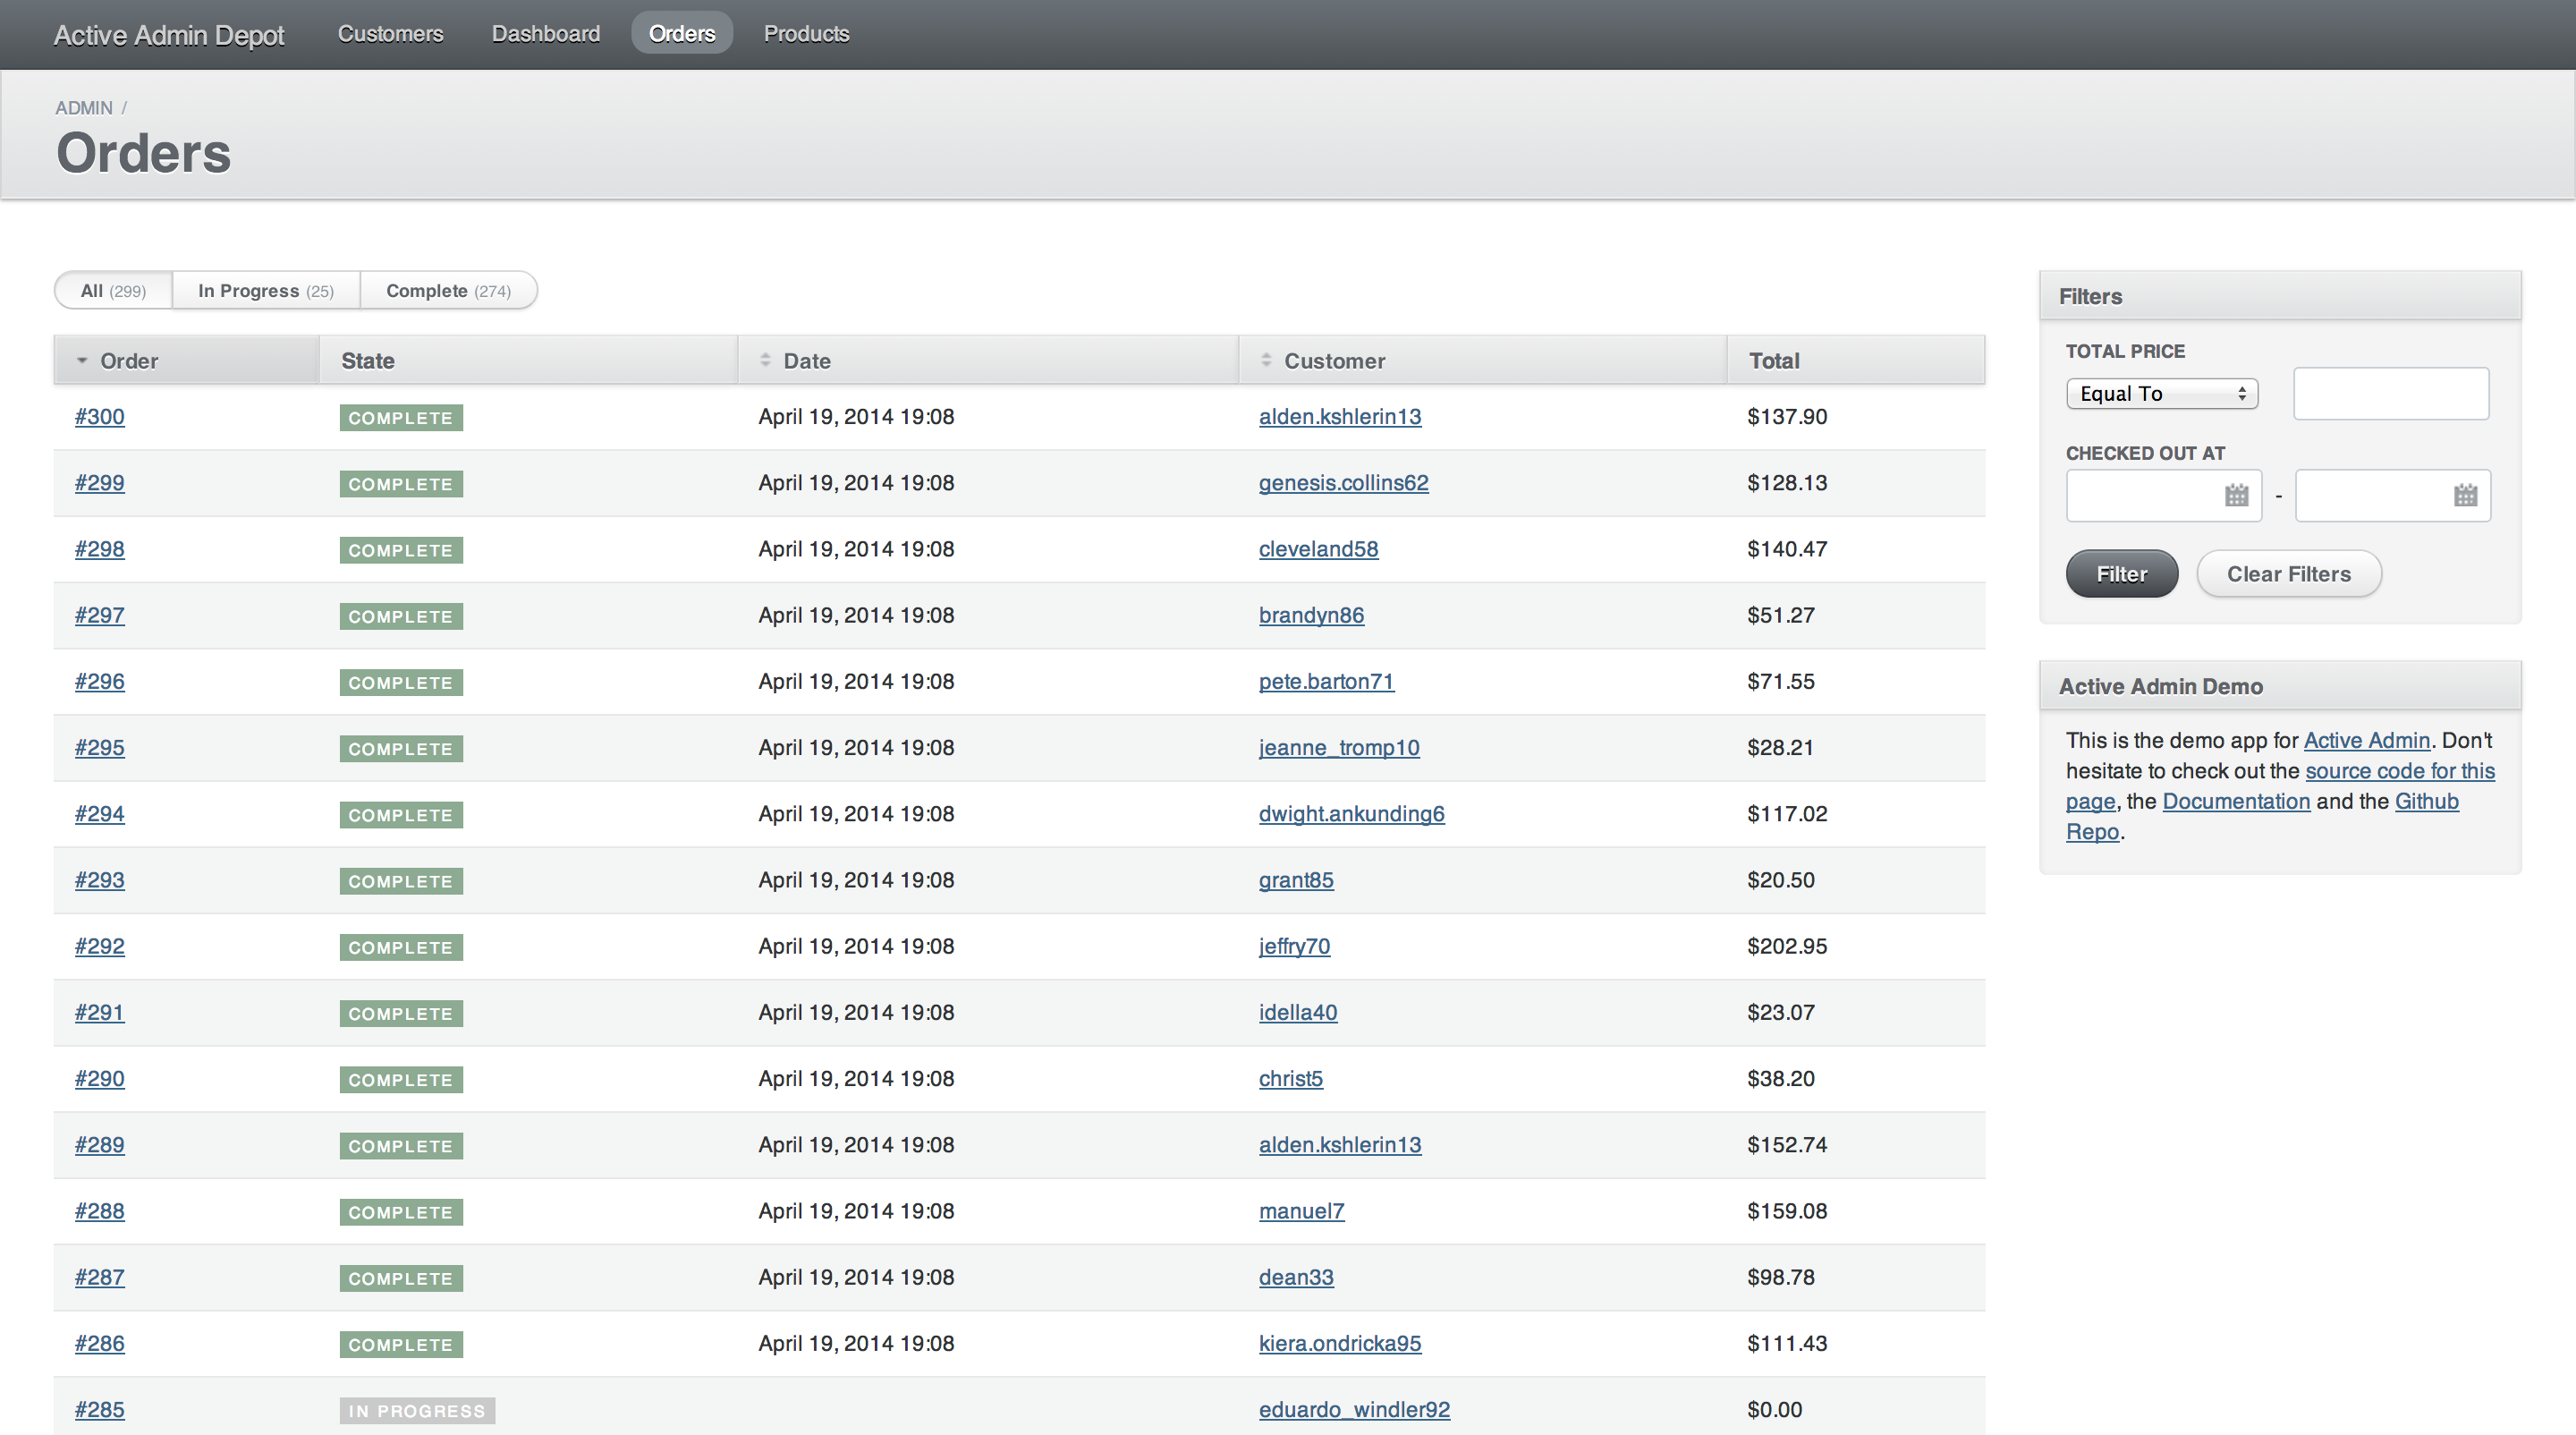 Active Admin Depot Customers Dashboard Orders Products
ADMIN /
Orders
All (299) In Progress (25) Complete (274)
Order State Date Customer Total
#300 COMPLETE April 19, 2014 19:08 alden.kshlerin13 $137.90
#299 COMPLETE April 19, 2014 19:08 genesis.collins62 $128.13
#298 COMPLETE April 19, 2014 19:08 cleveland58 $140.47
#297 COMPLETE April 19, 2014 19:08 brandyn86 $51.27
#296 COMPLETE April 19, 2014 19:08 pete.barton71 $71.55
#295 COMPLETE April 19, 2014 19:08 jeanne_tromp10 $28.21
#294 COMPLETE April 19, 2014 19:08 dwight.ankunding6 $117.02
#293 COMPLETE April 19, 2014 19:08 grant85 $20.50
#292 COMPLETE April 19, 2014 19:08 jeffry70 $202.95
#291 COMPLETE April 19, 2014 19:08 idella40 $23.07
#290 COMPLETE April 19, 2014 19:08 christ5 $38.20
#289 COMPLETE April 19, 2014 19:08 alden.kshlerin13 $152.74
#288 COMPLETE April 19, 2014 19:08 manuel7 $159.08
#287 COMPLETE April 19, 2014 19:08 dean33 $98.78
#286 COMPLETE April 19, 2014 19:08 kiera.ondricka95 $111.43
#285 IN PROGRESS eduardo_windler92 $0.00
Filters
TOTAL PRICE
Equal To
CHECKED OUT AT
-
Filter Clear Filters
Active Admin Demo
This is the demo app for Active Admin. Don't
hesitate to check out the source code for this
page, the Documentation and the Github
Repo.